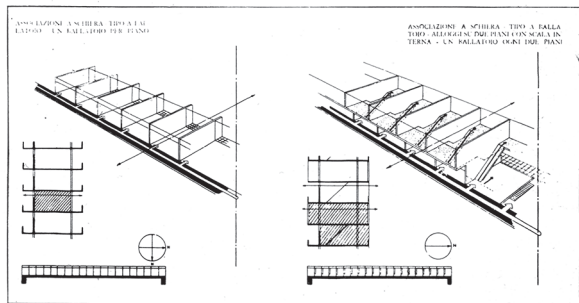 ASSOCIAZIONE A SCHIERA - TIPO A BAL
LATOIO - UN BALLATOIO PER PIANO
ASSOCIAZIONE A SCHIERA - TIPO A BALLA
TOIO - ALLOGGI SU DUE PIANI CON SCALA IN
TERNA - UN BALLATOIO OGNI DUE PIANI